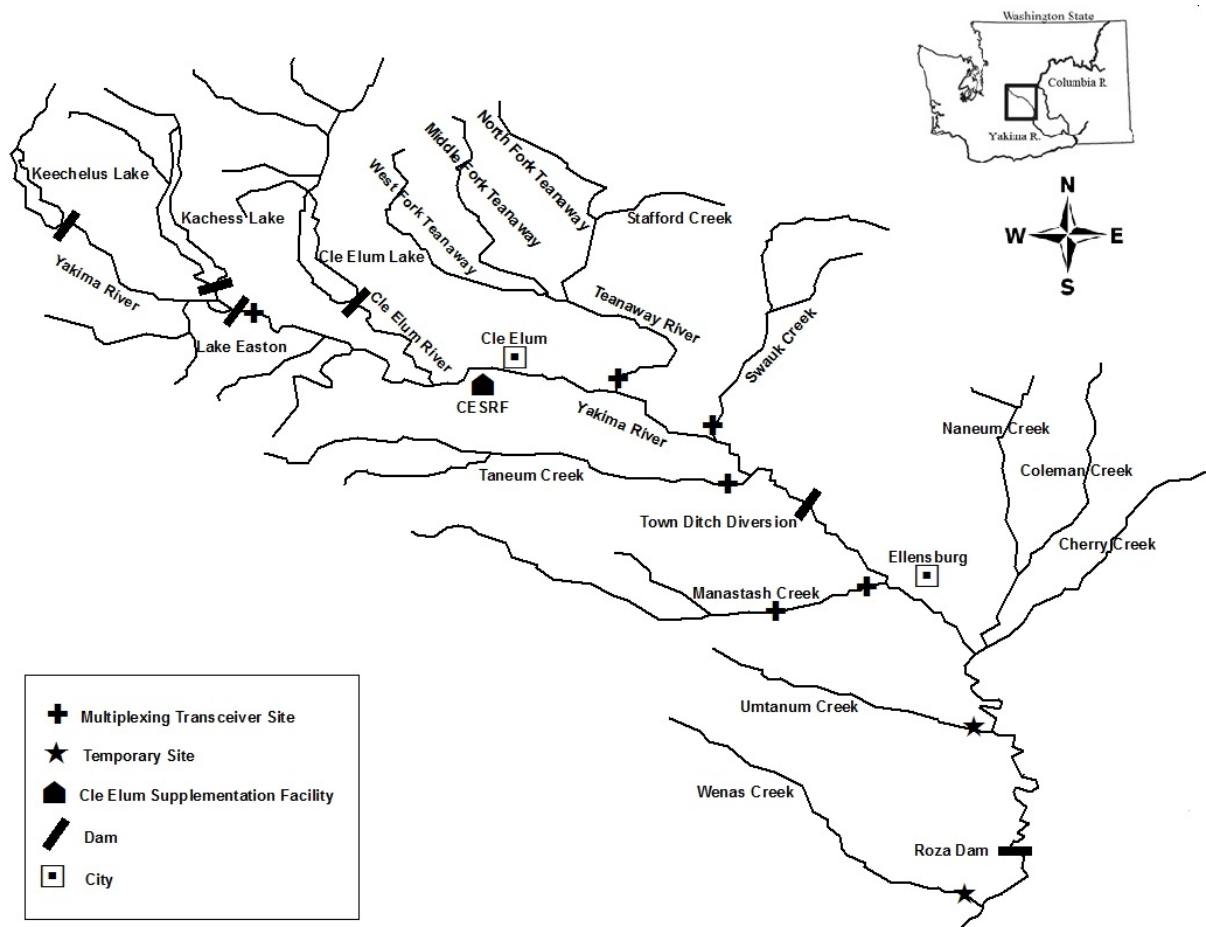 Washington State
Columbia R.
Yakima R.
N
W
E
S
North Fork Teanaway
Middle Fork Teanaway
West Fork Teanaway
Keechelus Lake
Kachess Lake
Stafford Creek
Cle Elum Lake
Yakima River
Cle Elum River
Teanaway River
Swauk Creek
Lake Easton
Cle Elum
CESRF
Yakima River
Naneum Creek
Coleman Creek
Taneum Creek
Town Ditch Diversion
Cherry Creek
Ellensburg
Manastash Creek
Umtanum Creek
Wenas Creek
Roza Dam
Multiplexing Transceiver Site
Temporary Site
Cle Elum Supplementation Facility
Dam
City